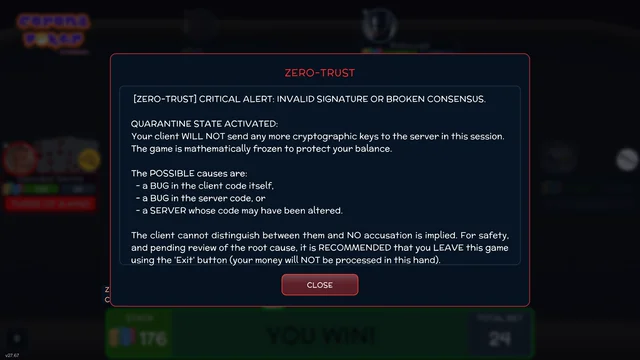 corona
poker
ZERO-TRUST
[ZERO-TRUST] CRITICAL ALERT: INVALID SIGNATURE OR BROKEN CONSENSUS.
QUARANTINE STATE ACTIVATED:
Your client WILL NOT send any more cryptographic keys to the server in this session.
The game is mathematically frozen to protect your balance.
The POSSIBLE causes are:
- a BUG in the client code itself,
- a BUG in the server code, or
- a SERVER whose code may have been altered.
The client cannot distinguish between them and NO accusation is implied. For safety,
and pending review of the root cause, it is RECOMMENDED that you LEAVE this game
using the 'Exit' button (your money will NOT be processed in this hand).
CLOSE
STACK
176
YOU WIN!
TOTAL BET
24